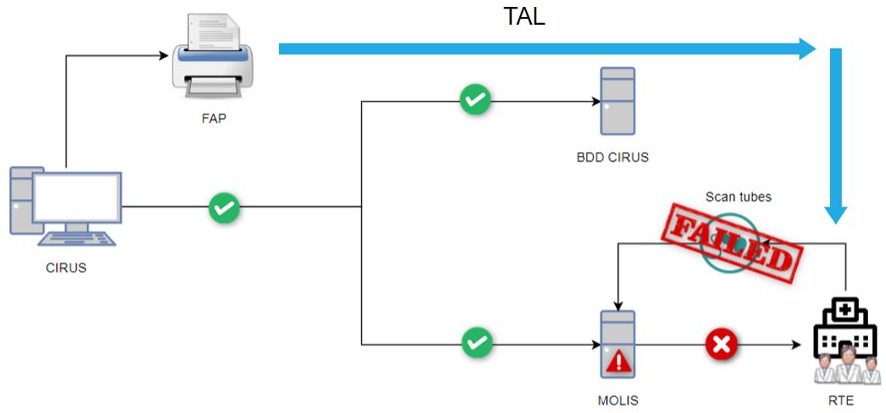 TAL
FAP
BDD CIRUS
Scan tubes
FAILED
CIRUS
MOLIS
RTE